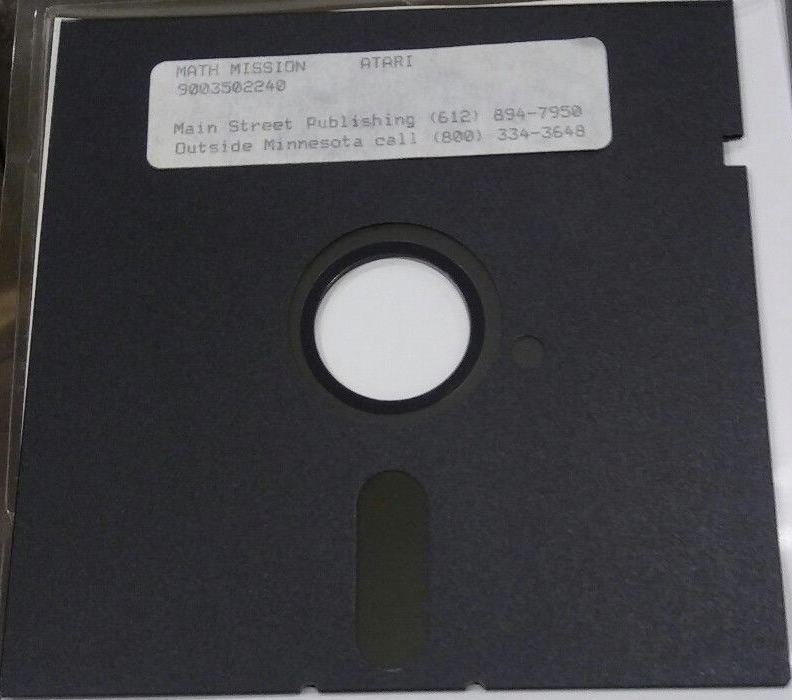 MATH MISSION ATARI
9003502240
Main Street Publishing (612) 894-7950
Outside Minnesota call (800) 334-3648